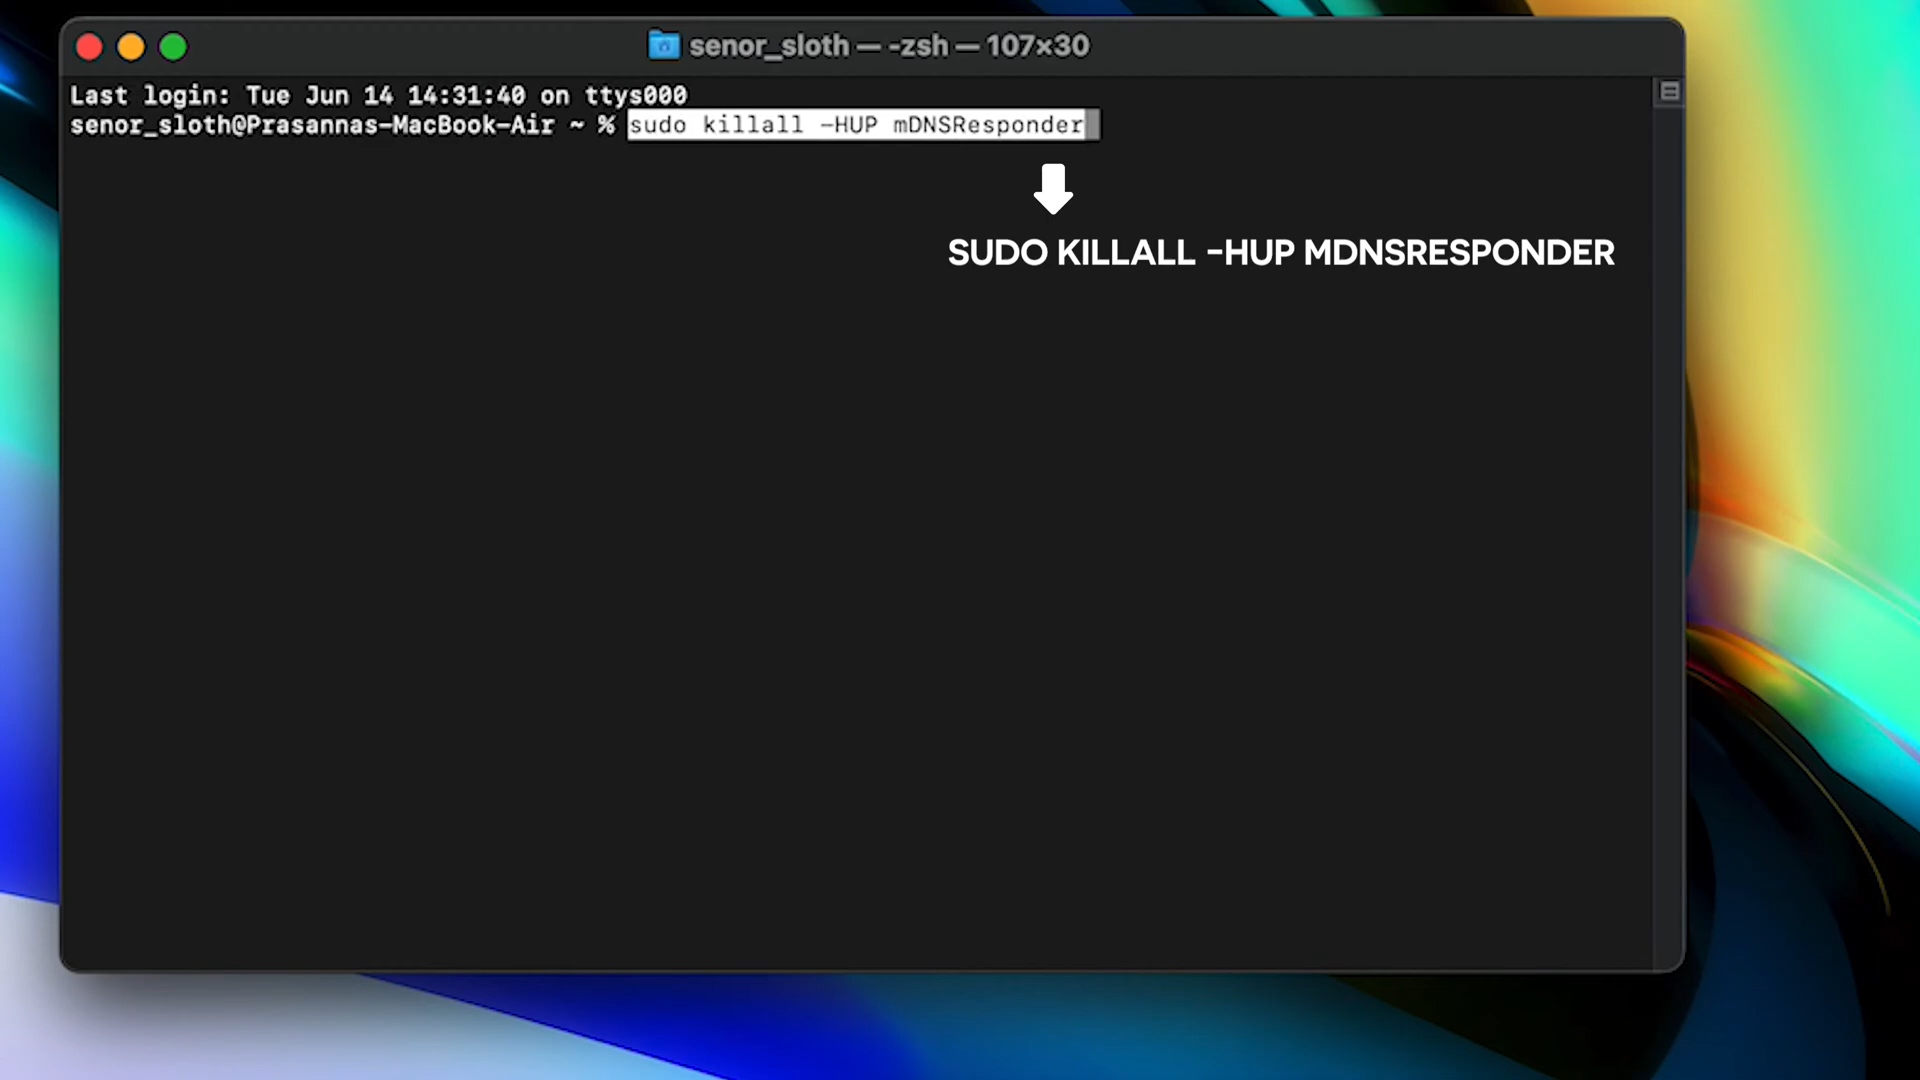 senor_sloth — -zsh — 107×30
Last login: Tue Jun 14 14:31:40 on ttys000
senor_sloth@Prasannas-MacBook-Air ~ % sudo killall -HUP mDNSResponder
SUDO KILLALL -HUP MDNSRESPONDER